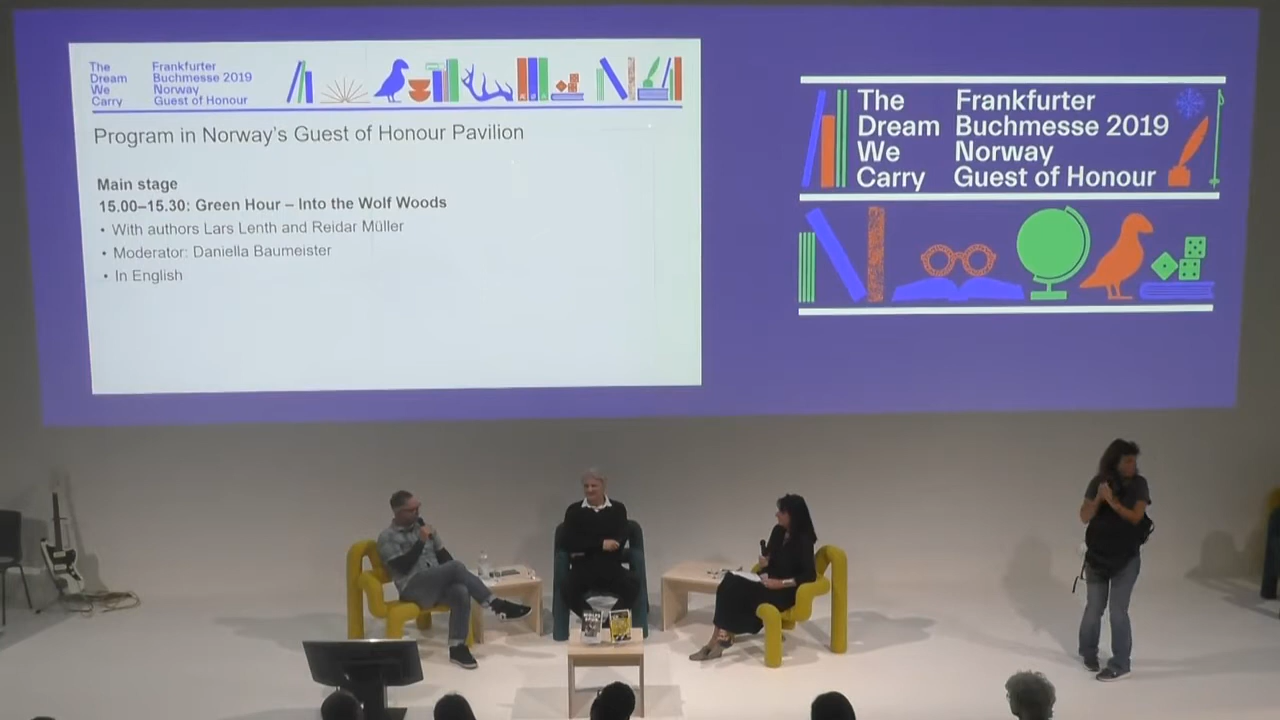 The Dream We Carry
Frankfurter Buchmesse 2019 Norway Guest of Honour
Program in Norway's Guest of Honour Pavilion
Main stage
15.00–15.30: Green Hour – Into the Wolf Woods
• With authors Lars Lenth and Reidar Müller
• Moderator: Daniella Baumeister
• In English
The Frankfurter
Dream Buchmesse 2019
We Norway
Carry Guest of Honour